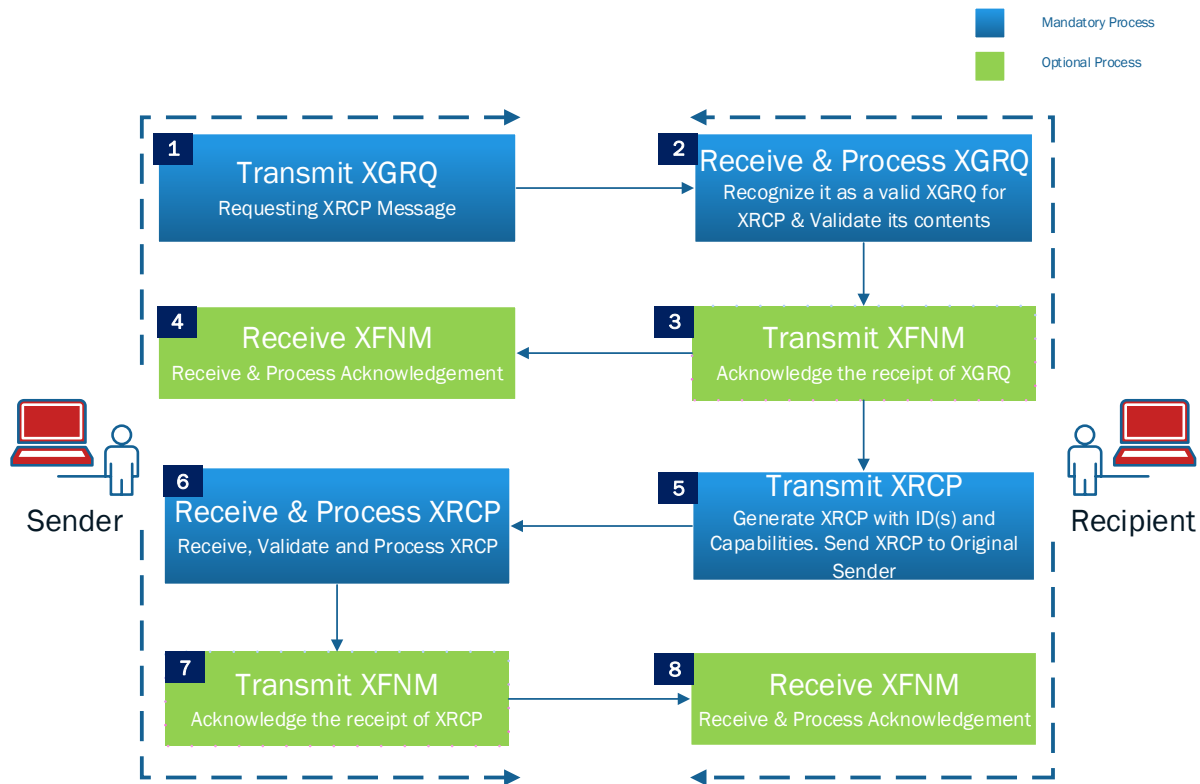 Mandatory Process
Optional Process
1
Transmit XGRQ
Requesting XRCP Message
2
Receive & Process XGRQ
Recognize it as a valid XGRQ for
XRCP & Validate its contents
4
Receive XFNM
Receive & Process Acknowledgement
3
Transmit XFNM
Acknowledge the receipt of XGRQ
Sender
6
Receive & Process XRCP
Receive, Validate and Process XRCP
5
Transmit XRCP
Generate XRCP with ID(s) and
Capabilities. Send XRCP to Original
Sender
Recipient
7
Transmit XFNM
Acknowledge the receipt of XRCP
8
Receive XFNM
Receive & Process Acknowledgement